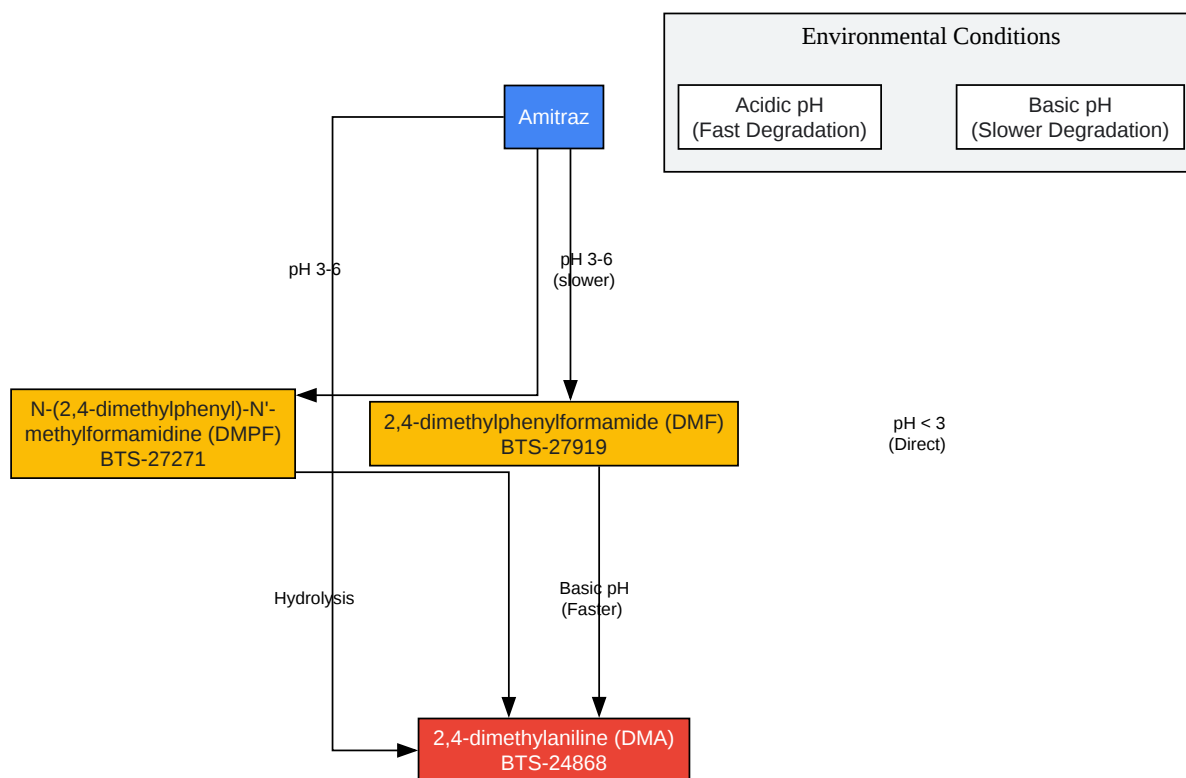 Environmental Conditions
Acidic pH
(Fast Degradation)
Basic pH
(Slower Degradation)
Amitraz
pH 3-6
pH 3-6
(slower)
N-(2,4-dimethylphenyl)-N'-
methylformamidine (DMPF)
BTS-27271
2,4-dimethylphenylformamide (DMF)
BTS-27919
pH < 3
(Direct)
Hydrolysis
Basic pH
(Faster)
2,4-dimethylaniline (DMA)
BTS-24868